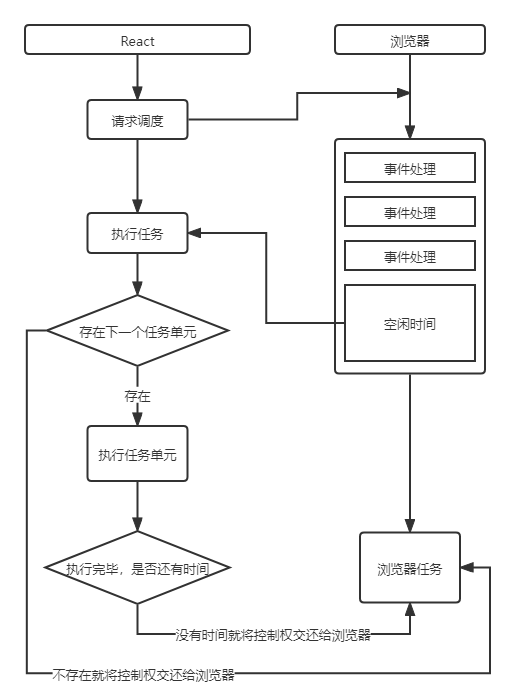 React
浏览器
请求调度
事件处理
事件处理
执行任务
事件处理
空闲时间
存在下一个任务单元
存在
执行任务单元
执行完毕，是否还有时间
浏览器任务
没有时间就将控制权交还给浏览器
不存在就将控制权交还给浏览器